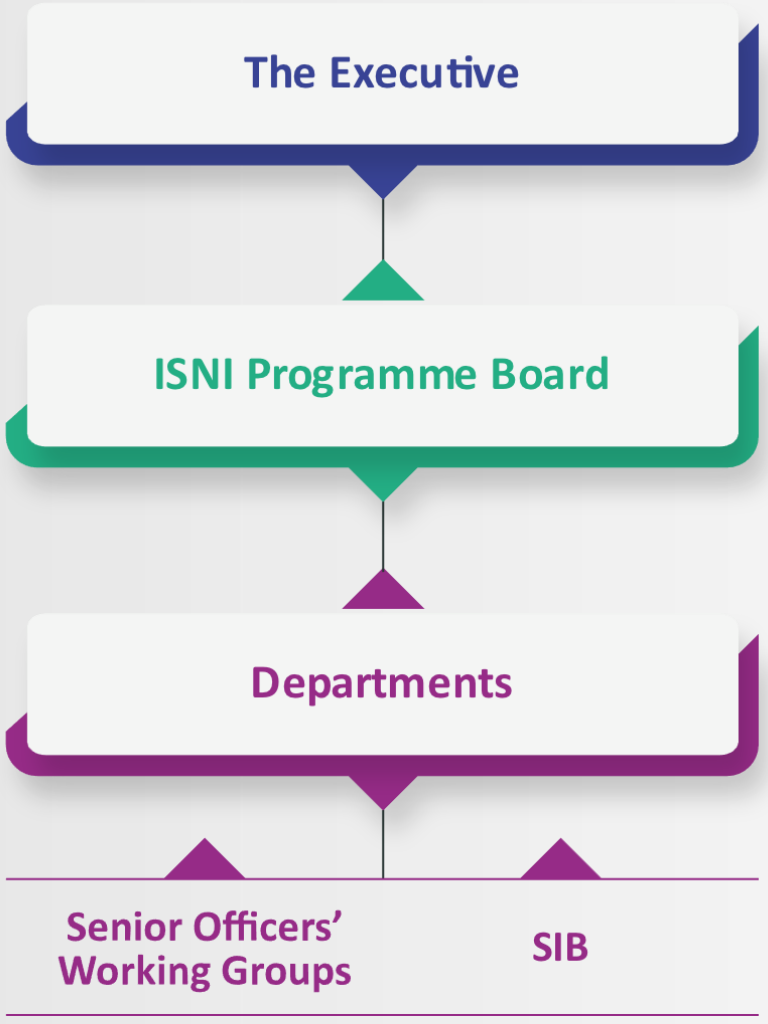 The Executive
ISNI Programme Board
Departments
Senior Officers’
Working Groups
SIB